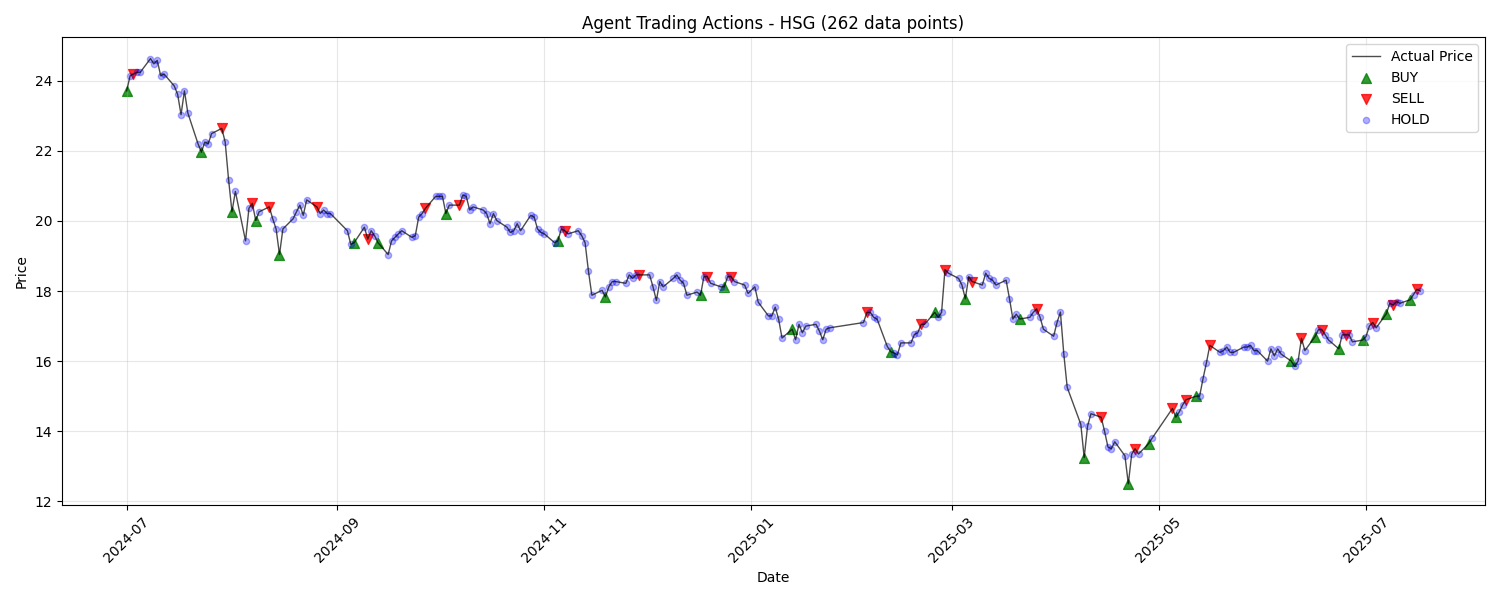 Agent Trading Actions - HSG (262 data points)
Actual Price
BUY
SELL
HOLD
Price
24
22
20
18
16
14
12
2024-07
2024-09
2024-11
2025-01
2025-03
2025-05
2025-07
Date